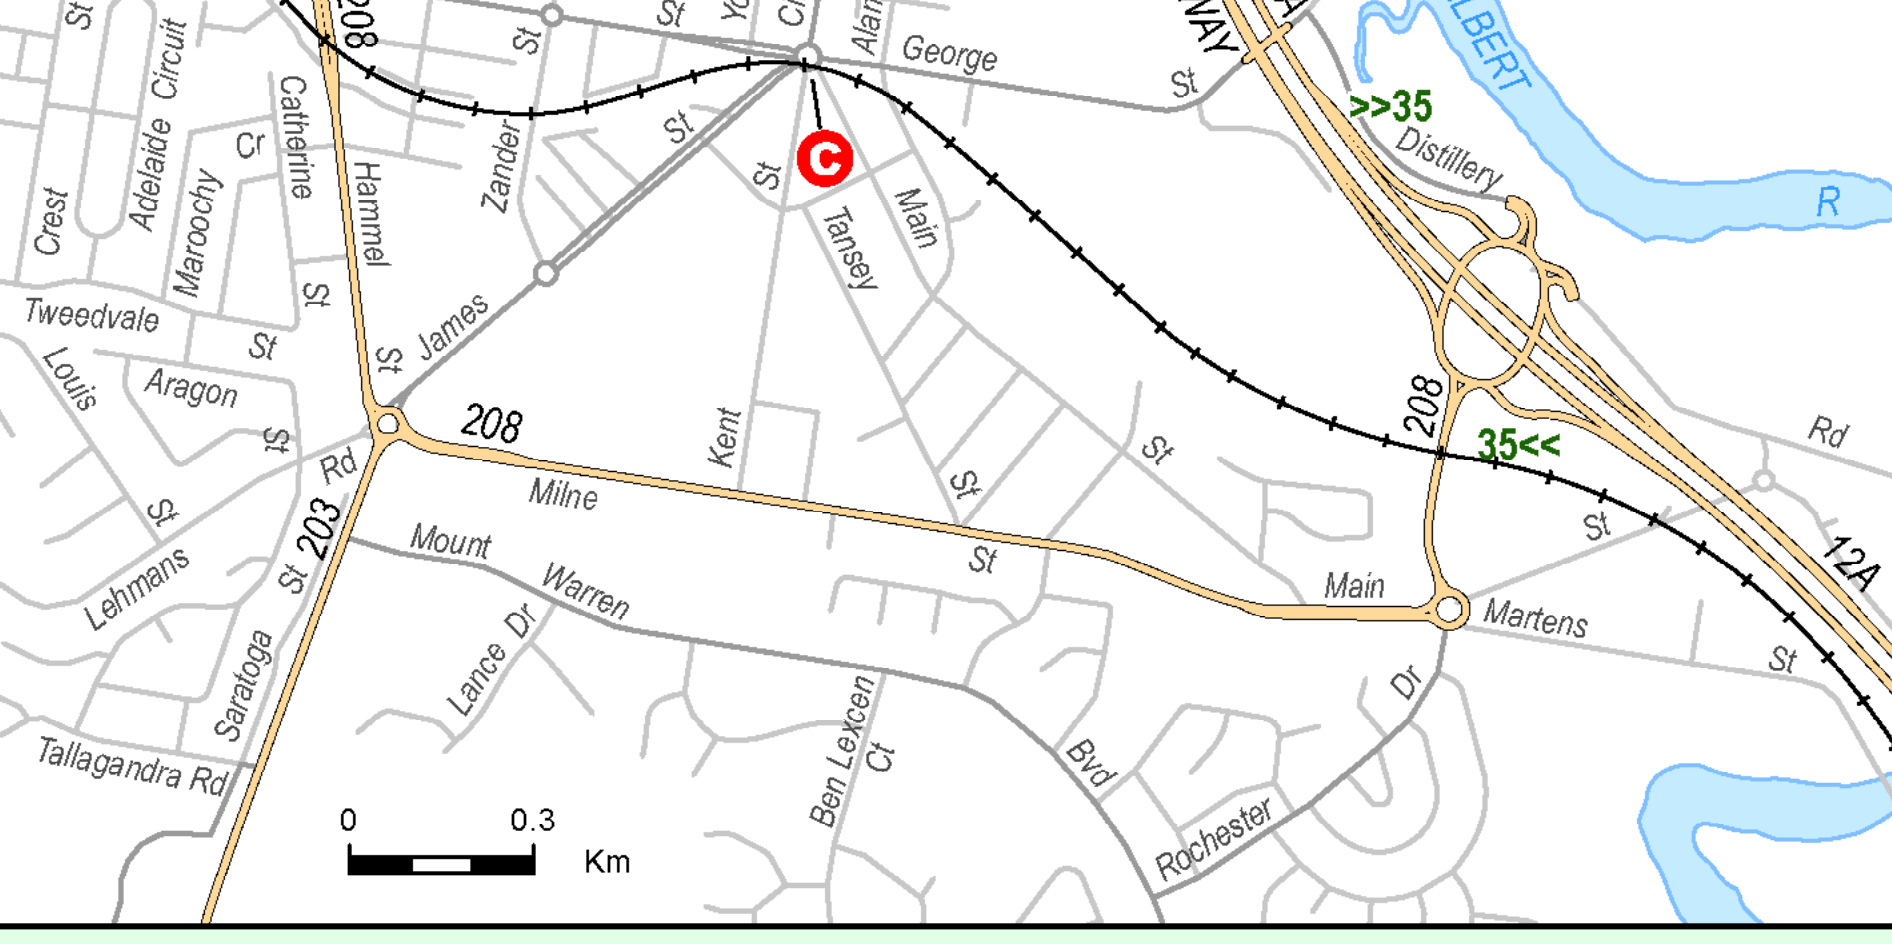 St
208
St
St
Alan
George
St
WAY
ALBERT
>>35
Distillery
R
Adelaide Circuit
Catherine
Cr
Maroochy
Crest
Hammel
St
Zander
St
St
C
Main
Tansey
Tweedvale
St
James
St
Louis
Aragon
St
St
208
Rd
Milne
Kent
St
St
208
35<<
Rd
St
12A
203
St
Mount
Warren
St
Main
Martens
St
Lehmans
Saratoga
Lance Dr
Tallagandra Rd
Ben Lexcen
Ct
Bvd
Dr
Rochester
0 0.3
Km